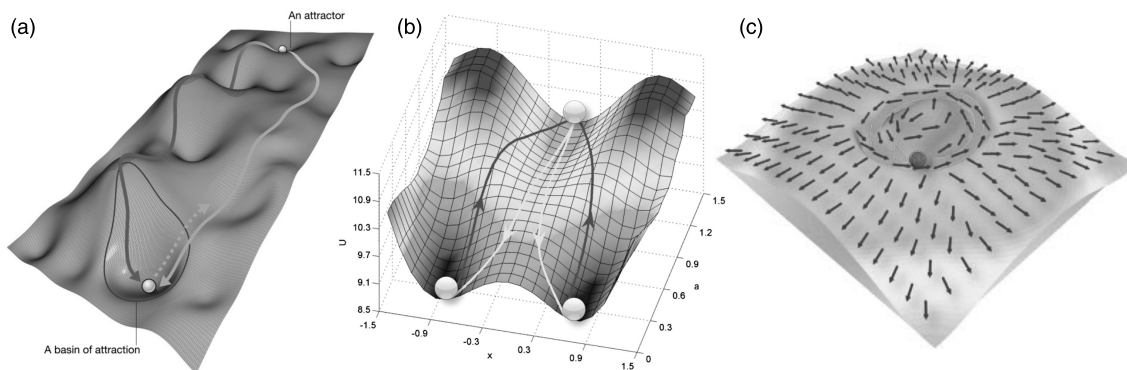 (a)
An attractor
A basin of attraction
(b)
11.5
10.9
10.3
9.7
9.1
8.5
U
-1.5
-0.9
-0.3
0.3
0.9
1.5
x
0
0.3
0.6
0.9
1.2
1.5
a
(c)